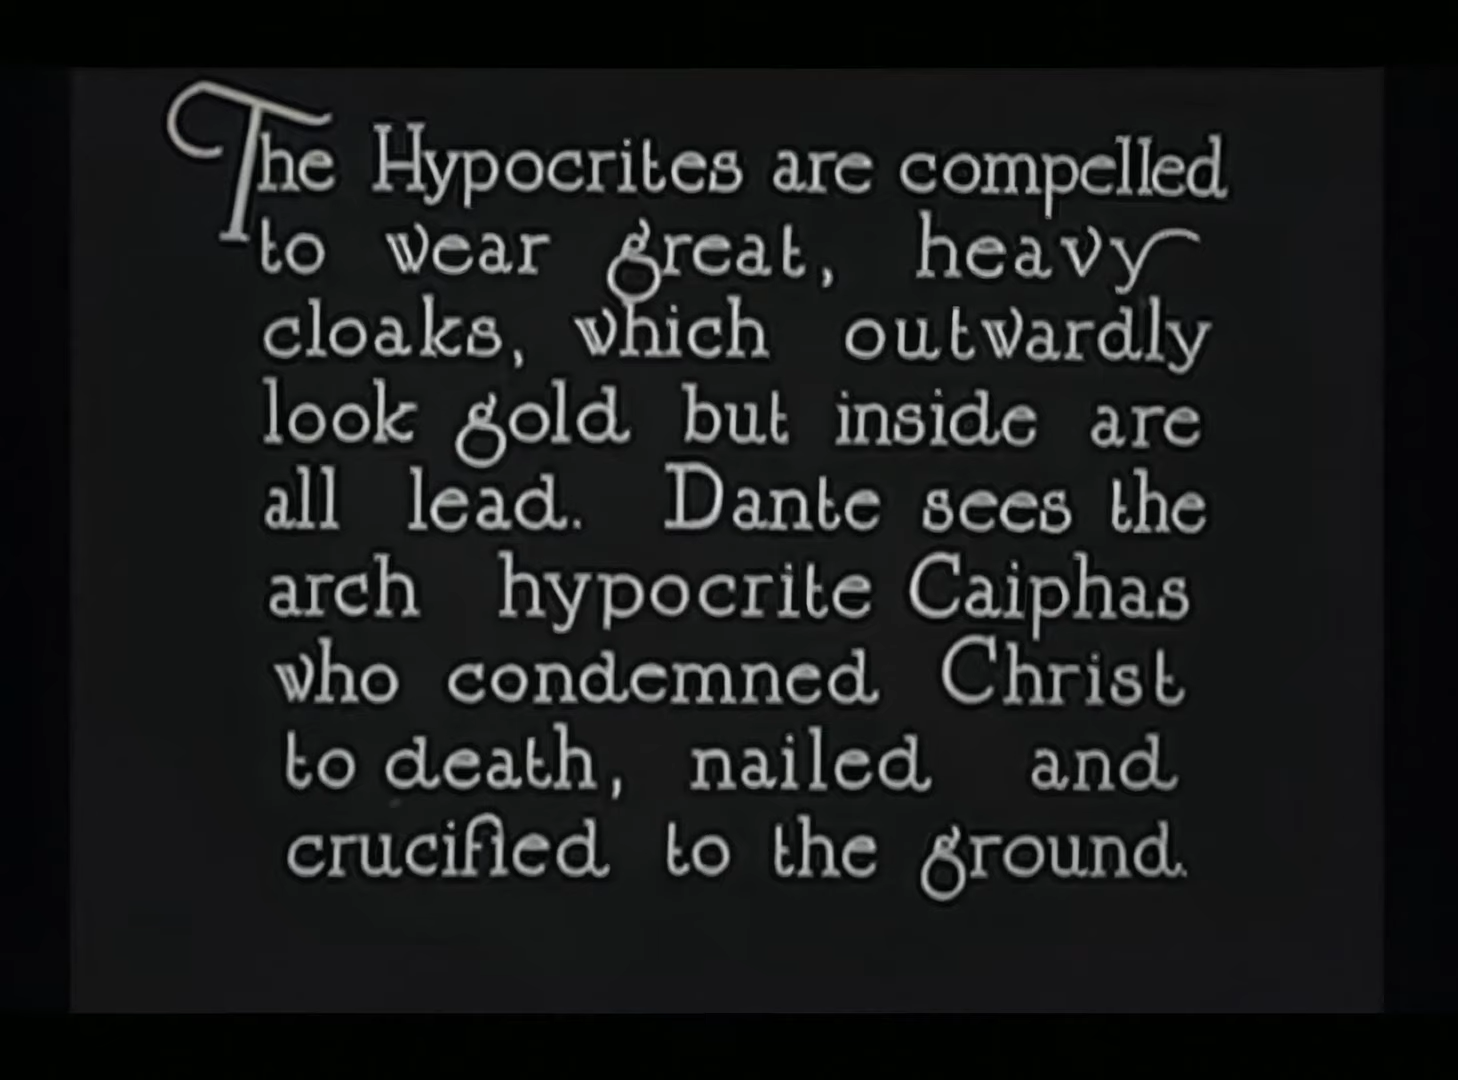 The Hypocrites are compelled
to wear great, heavy
cloaks, which outwardly
look gold but inside are
all lead. Dante sees the
arch hypocrite Caiphas
who condemned Christ
to death, nailed and
crucified to the ground.